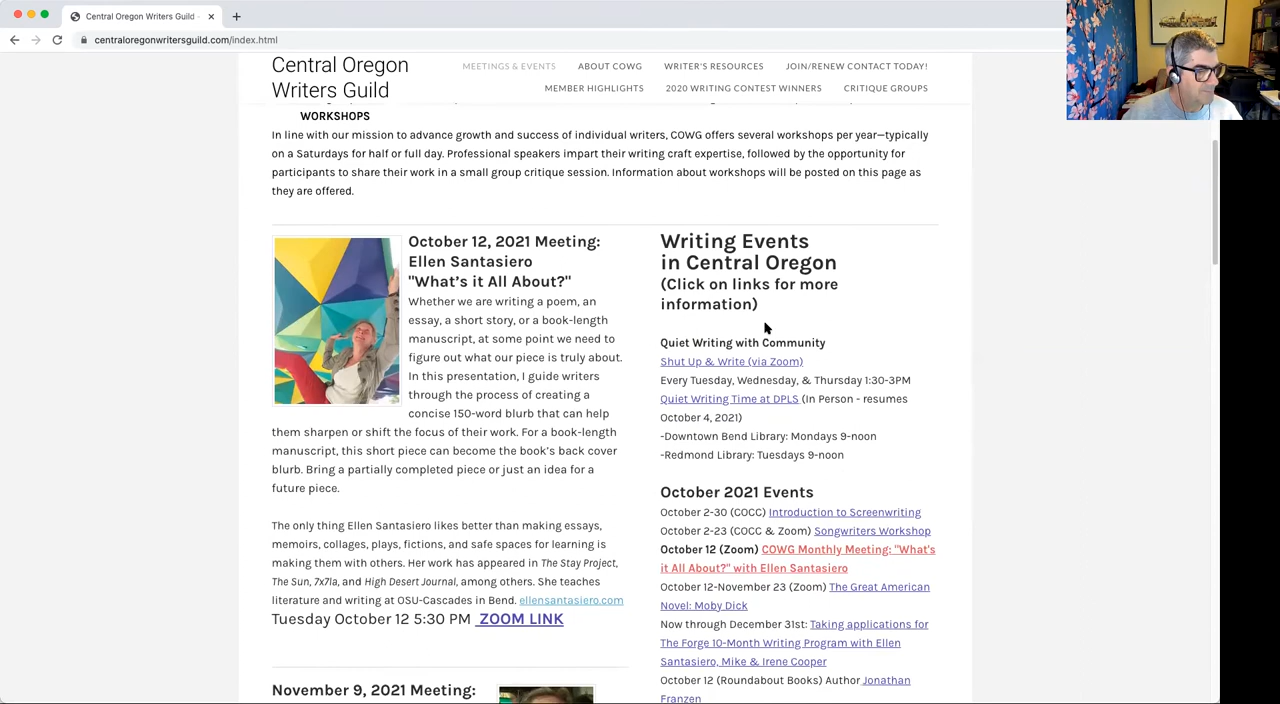 Central Oregon Writers Guild -
centraloregonwritersguild.com/index.html
Central Oregon
Writers Guild
MEETINGS & EVENTS ABOUT COWG WRITER'S RESOURCES JOIN/RENEW CONTACT TODAY!
MEMBER HIGHLIGHTS 2020 WRITING CONTEST WINNERS CRITIQUE GROUPS
WORKSHOPS
In line with our mission to advance growth and success of individual writers, COWG offers several workshops per year—typically
on a Saturdays for half or full day. Professional speakers impart their writing craft expertise, followed by the opportunity for
participants to share their work in a small group critique session. Information about workshops will be posted on this page as
they are offered.
October 12, 2021 Meeting:
Ellen Santasiero
"What's it All About?"
Whether we are writing a poem, an
essay, a short story, or a book-length
manuscript, at some point we need to
figure out what our piece is truly about.
In this presentation, I guide writers
through the process of creating a
concise 150-word blurb that can help
them sharpen or shift the focus of their work. For a book-length
manuscript, this short piece can become the book's back cover
blurb. Bring a partially completed piece or just an idea for a
future piece.
The only thing Ellen Santasiero likes better than making essays,
memoirs, collages, plays, fictions, and safe spaces for learning is
making them with others. Her work has appeared in The Stay Project,
The Sun, 7x7la, and High Desert Journal, among others. She teaches
literature and writing at OSU-Cascades in Bend. ellensantasiero.com
Tuesday October 12 5:30 PM ZOOM LINK
November 9, 2021 Meeting:
Writing Events
in Central Oregon
(Click on links for more
information)
Quiet Writing with Community
Shut Up & Write (via Zoom)
Every Tuesday, Wednesday, & Thursday 1:30-3PM
Quiet Writing Time at DPLS (In Person - resumes
October 4, 2021)
-Downtown Bend Library: Mondays 9-noon
-Redmond Library: Tuesdays 9-noon
October 2021 Events
October 2-30 (COCC) Introduction to Screenwriting
October 2-23 (COCC & Zoom) Songwriters Workshop
October 12 (Zoom) COWG Monthly Meeting: "What's
it All About?" with Ellen Santasiero
October 12-November 23 (Zoom) The Great American
Novel: Moby Dick
Now through December 31st: Taking applications for
The Forge 10-Month Writing Program with Ellen
Santasiero, Mike & Irene Cooper
October 12 (Roundabout Books) Author Jonathan
Franzen